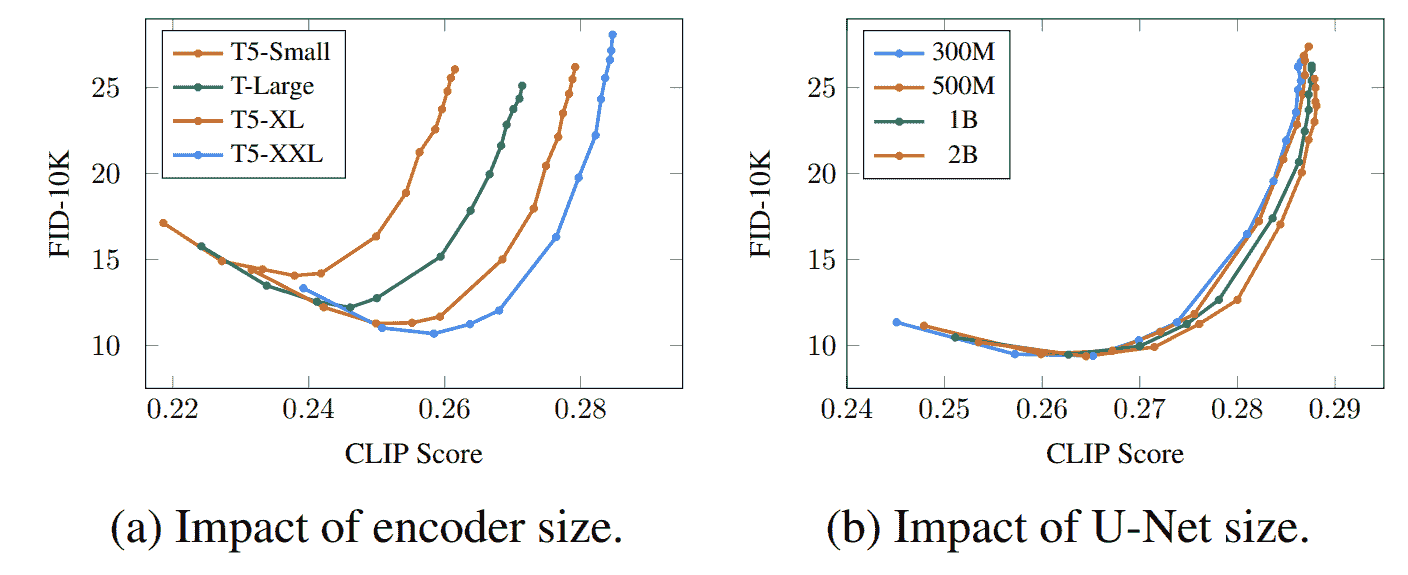 FID-10K
25
20
15
10
T5-Small
T-Large
T5-XL
T5-XXL
0.22 0.24 0.26 0.28
CLIP Score
(a) Impact of encoder size.
FID-10K
25
20
15
10
300M
500M
1B
2B
0.24 0.25 0.26 0.27 0.28 0.29
CLIP Score
(b) Impact of U-Net size.